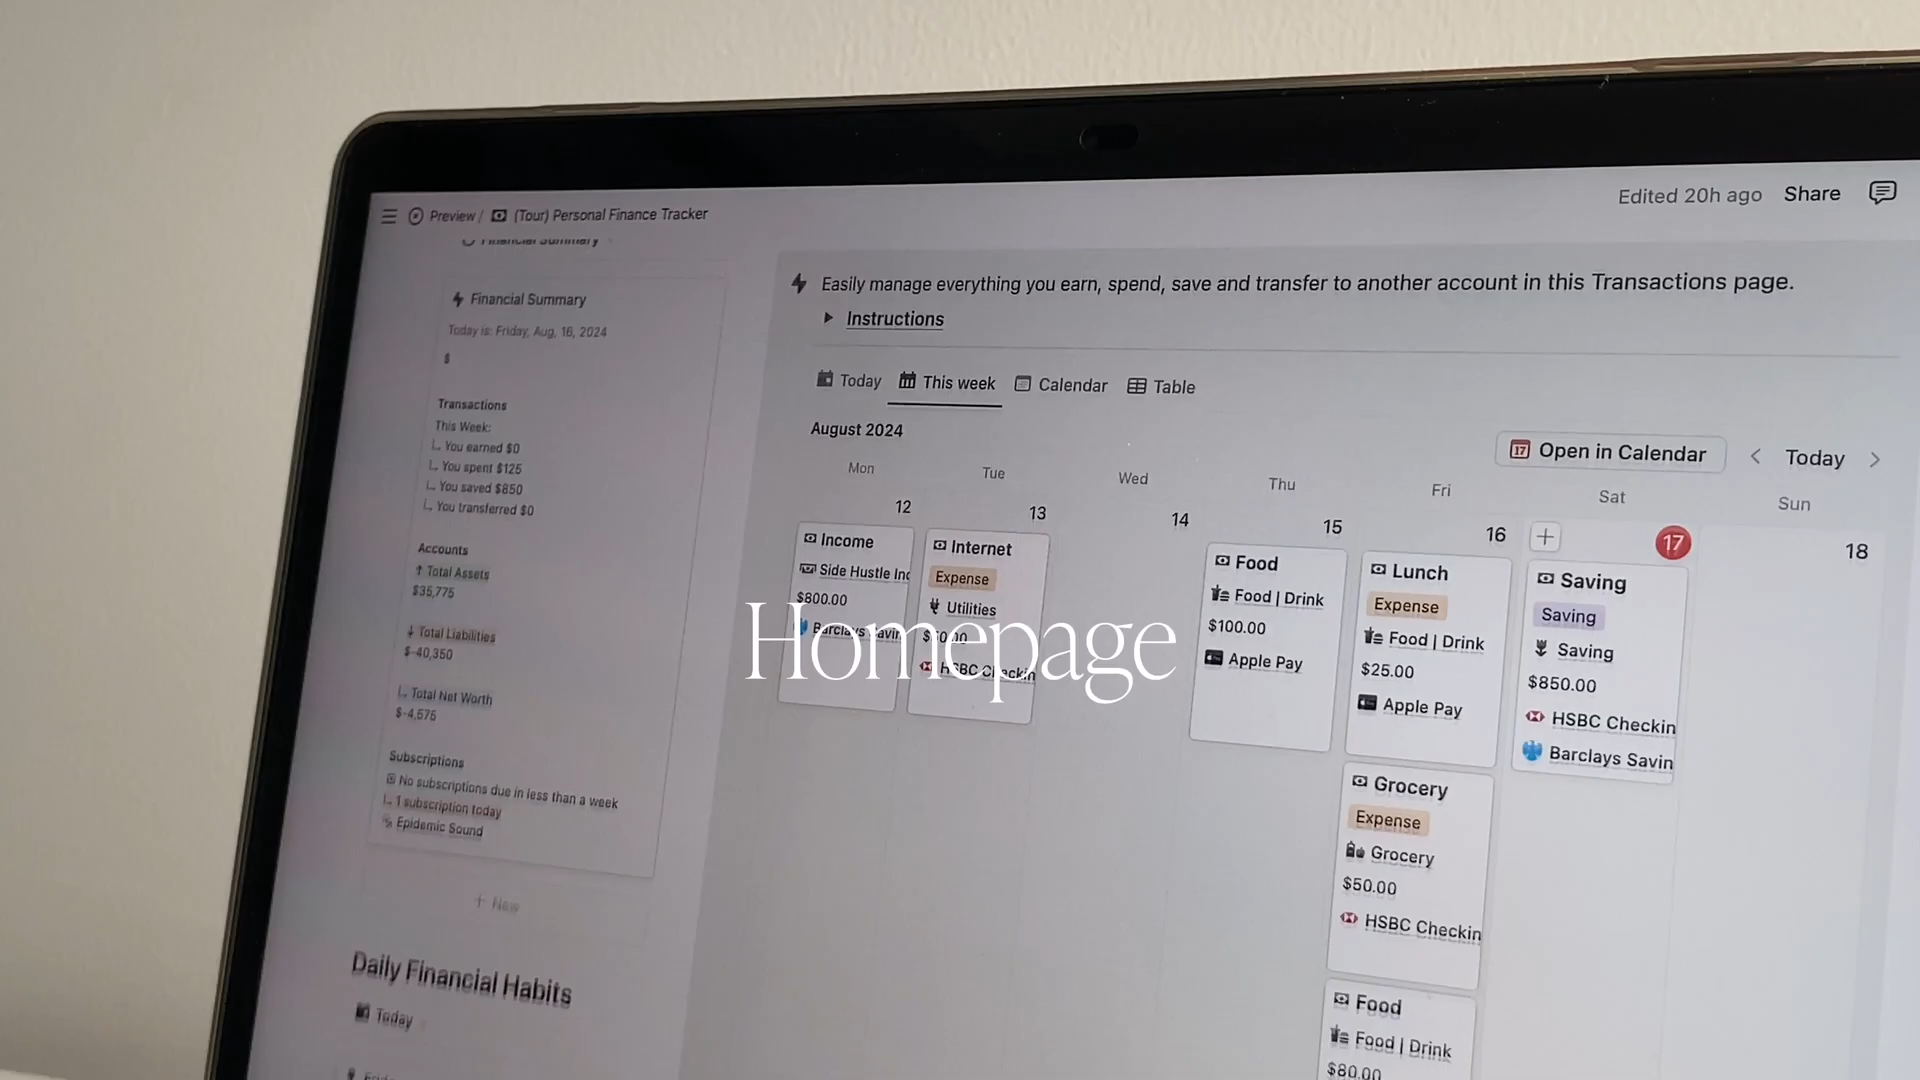 Preview / (Tour) Personal Finance Tracker
Edited 20h ago Share
Financial Summary
Financial Summary
Today is: Friday, Aug, 16, 2024
$
Transactions
This Week:
You earned $0
You spent $125
You saved $850
You transferred $0
Accounts
↑ Total Assets
$35,775
↓ Total Liabilities
$-40,350
Total Net Worth
$-4,575
Subscriptions
No subscriptions due in less than a week
1 subscription today
Epidemic Sound
+ New
Daily Financial Habits
Today
Easily manage everything you earn, spend, save and transfer to another account in this Transactions page.
Instructions
Today This week Calendar Table
August 2024
17 Open in Calendar < Today >
Mon Tue Wed Thu Fri Sat Sun
12 13 14 15 16 17 18
Income
Side Hustle Inc
$800.00
Barclays Savin
Internet
Expense
Utilities
HSBC Checkin
Food
Food | Drink
$100.00
Apple Pay
Lunch
Expense
Food | Drink
$25.00
Apple Pay
Grocery
Expense
Grocery
$50.00
HSBC Checkin
Food
Food | Drink
$80.00
Saving
Saving
Saving
$850.00
HSBC Checkin
Barclays Savin
Homepage